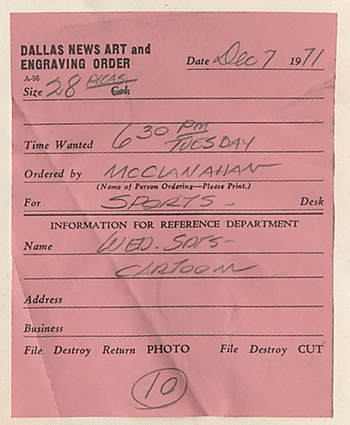 DALLAS NEWS ART and
ENGRAVING ORDER
Date Dec 7 1971
A-56
Size 28 PICAS Col.
Time Wanted 6 30 PM TUESDAY
Ordered by McCLANAHAN
(Name of Person Ordering—Please Print.)
For SPORTS - Desk
INFORMATION FOR REFERENCE DEPARTMENT
Name WED. SPTS-
CARTOON
Address
Business
File Destroy Return PHOTO File Destroy CUT
10